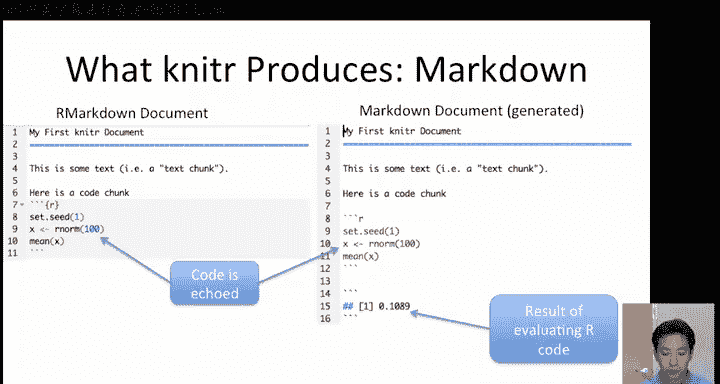 What knitr Produces: Markdown
RMarkdown Document
1 My First knitr Document
2
3
4 This is some text (i.e. a "text chunk").
5
6 Here is a code chunk
7 ```{r}
8 set.seed(1)
9 x <- rnorm(100)
10 mean(x)
11 ```
Markdown Document (generated)
1 My First knitr Document
2
3
4 This is some text (i.e. a "text chunk").
5
6 Here is a code chunk
7
8 ```r
9 set.seed(1)
10 x <- rnorm(100)
11 mean(x)
12 ```
13
14 ```
15 ## [1] 0.1089
16 ```
Code is
echoed
Result of
evaluating R
code